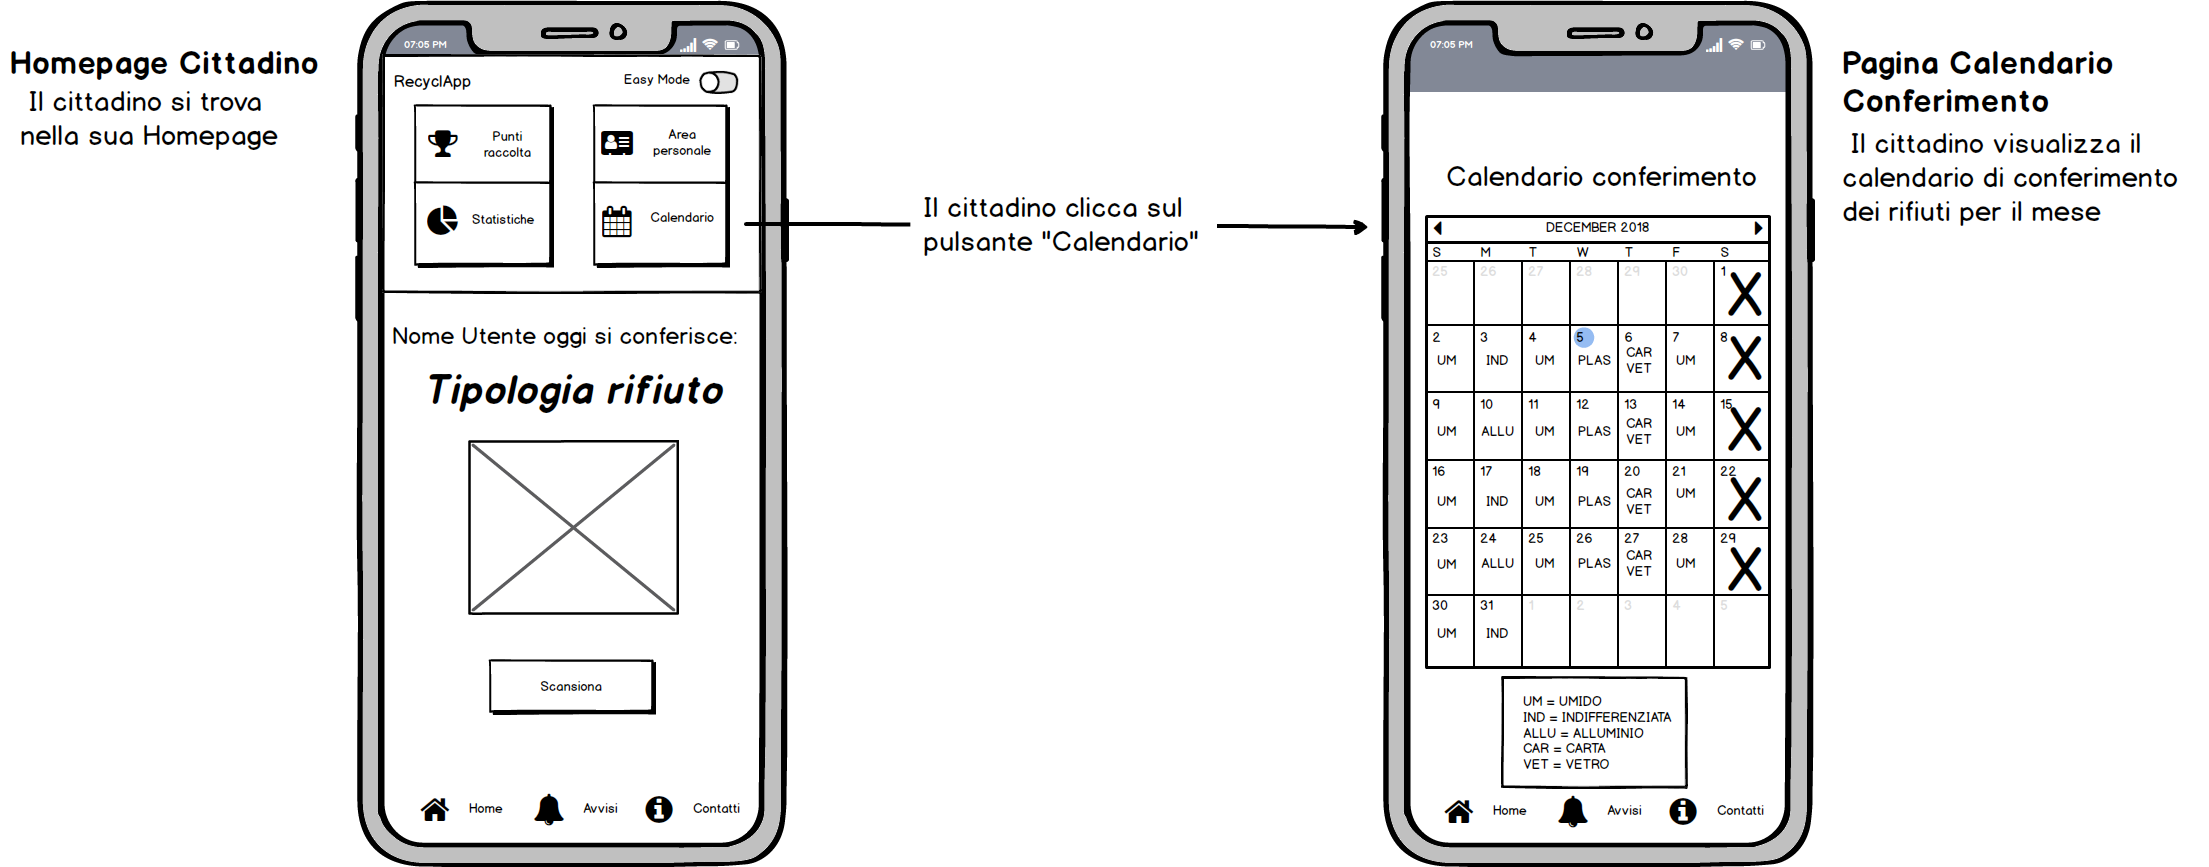 Homepage Cittadino
Il cittadino si trova
nella sua Homepage
07:05 PM
RecyclApp
Easy Mode
Punti
raccolta
Area
personale
Statistiche
Calendario
Nome Utente oggi si conferisce:
Tipologia rifiuto
Scansiona
Home Avvisi Contatti
Il cittadino clicca sul
pulsante "Calendario"
07:05 PM
Calendario conferimento
DECEMBER 2018
S M T W T F S
25 26 27 28 29 30 1
X
2 3 4 5 6 7 8
UM IND UM PLAS CAR VET UM X
9 10 11 12 13 14 15
UM ALLU UM PLAS CAR VET UM X
16 17 18 19 20 21 22
UM IND UM PLAS CAR VET UM X
23 24 25 26 27 28 29
UM ALLU UM PLAS CAR VET UM X
30 31 1 2 3 4 5
UM IND
UM = UMIDO
IND = INDIFFERENZIATA
ALLU = ALLUMINIO
CAR = CARTA
VET = VETRO
Home Avvisi Contatti
Pagina Calendario
Conferimento
Il cittadino visualizza il
calendario di conferimento
dei rifiuti per il mese